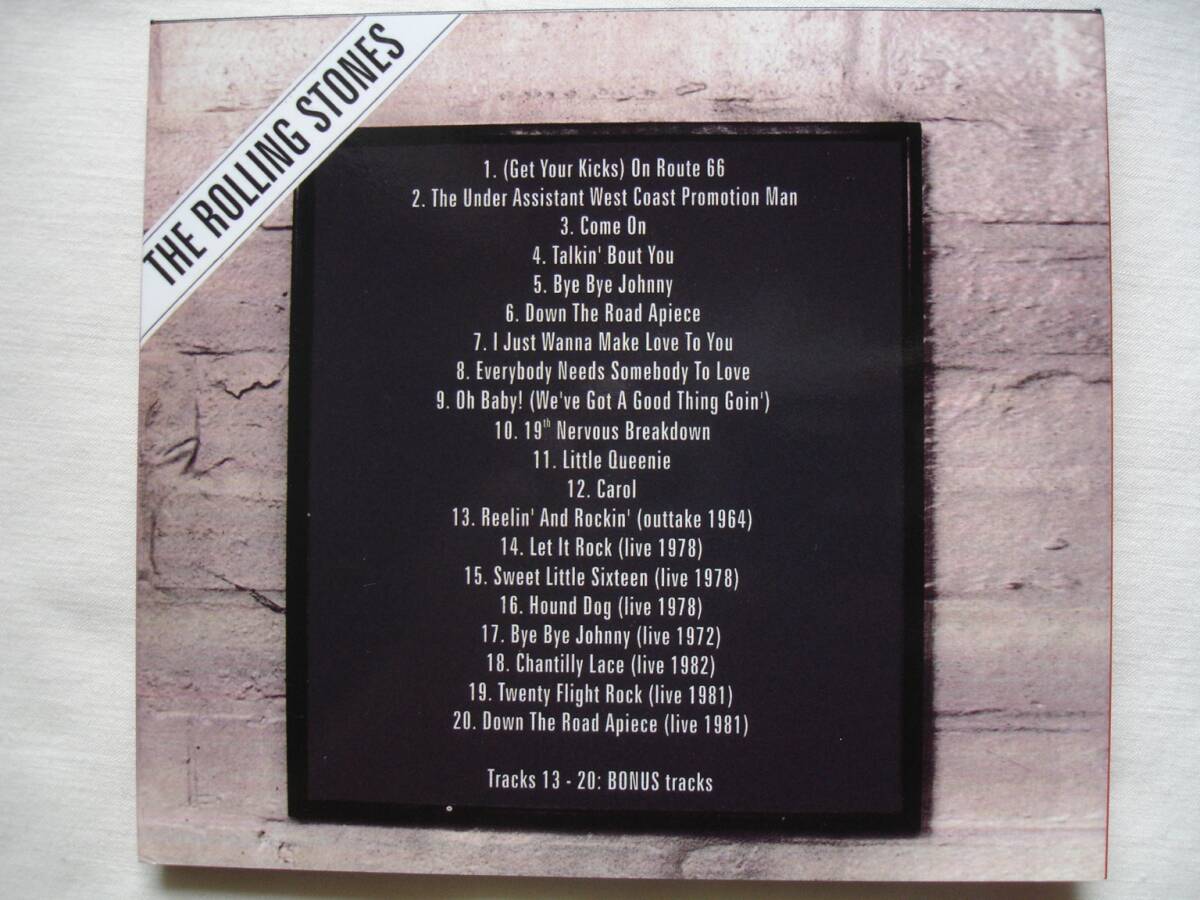 THE ROLLING STONES
1. (Get Your Kicks) On Route 66
2. The Under Assistant West Coast Promotion Man
3. Come On
4. Talkin' Bout You
5. Bye Bye Johnny
6. Down The Road Apiece
7. I Just Wanna Make Love To You
8. Everybody Needs Somebody To Love
9. Oh Baby! (We've Got A Good Thing Goin')
10. 19th Nervous Breakdown
11. Little Queenie
12. Carol
13. Reelin' And Rockin' (outtake 1964)
14. Let It Rock (live 1978)
15. Sweet Little Sixteen (live 1978)
16. Hound Dog (live 1978)
17. Bye Bye Johnny (live 1972)
18. Chantilly Lace (live 1982)
19. Twenty Flight Rock (live 1981)
20. Down The Road Apiece (live 1981)
Tracks 13 - 20: BONUS tracks